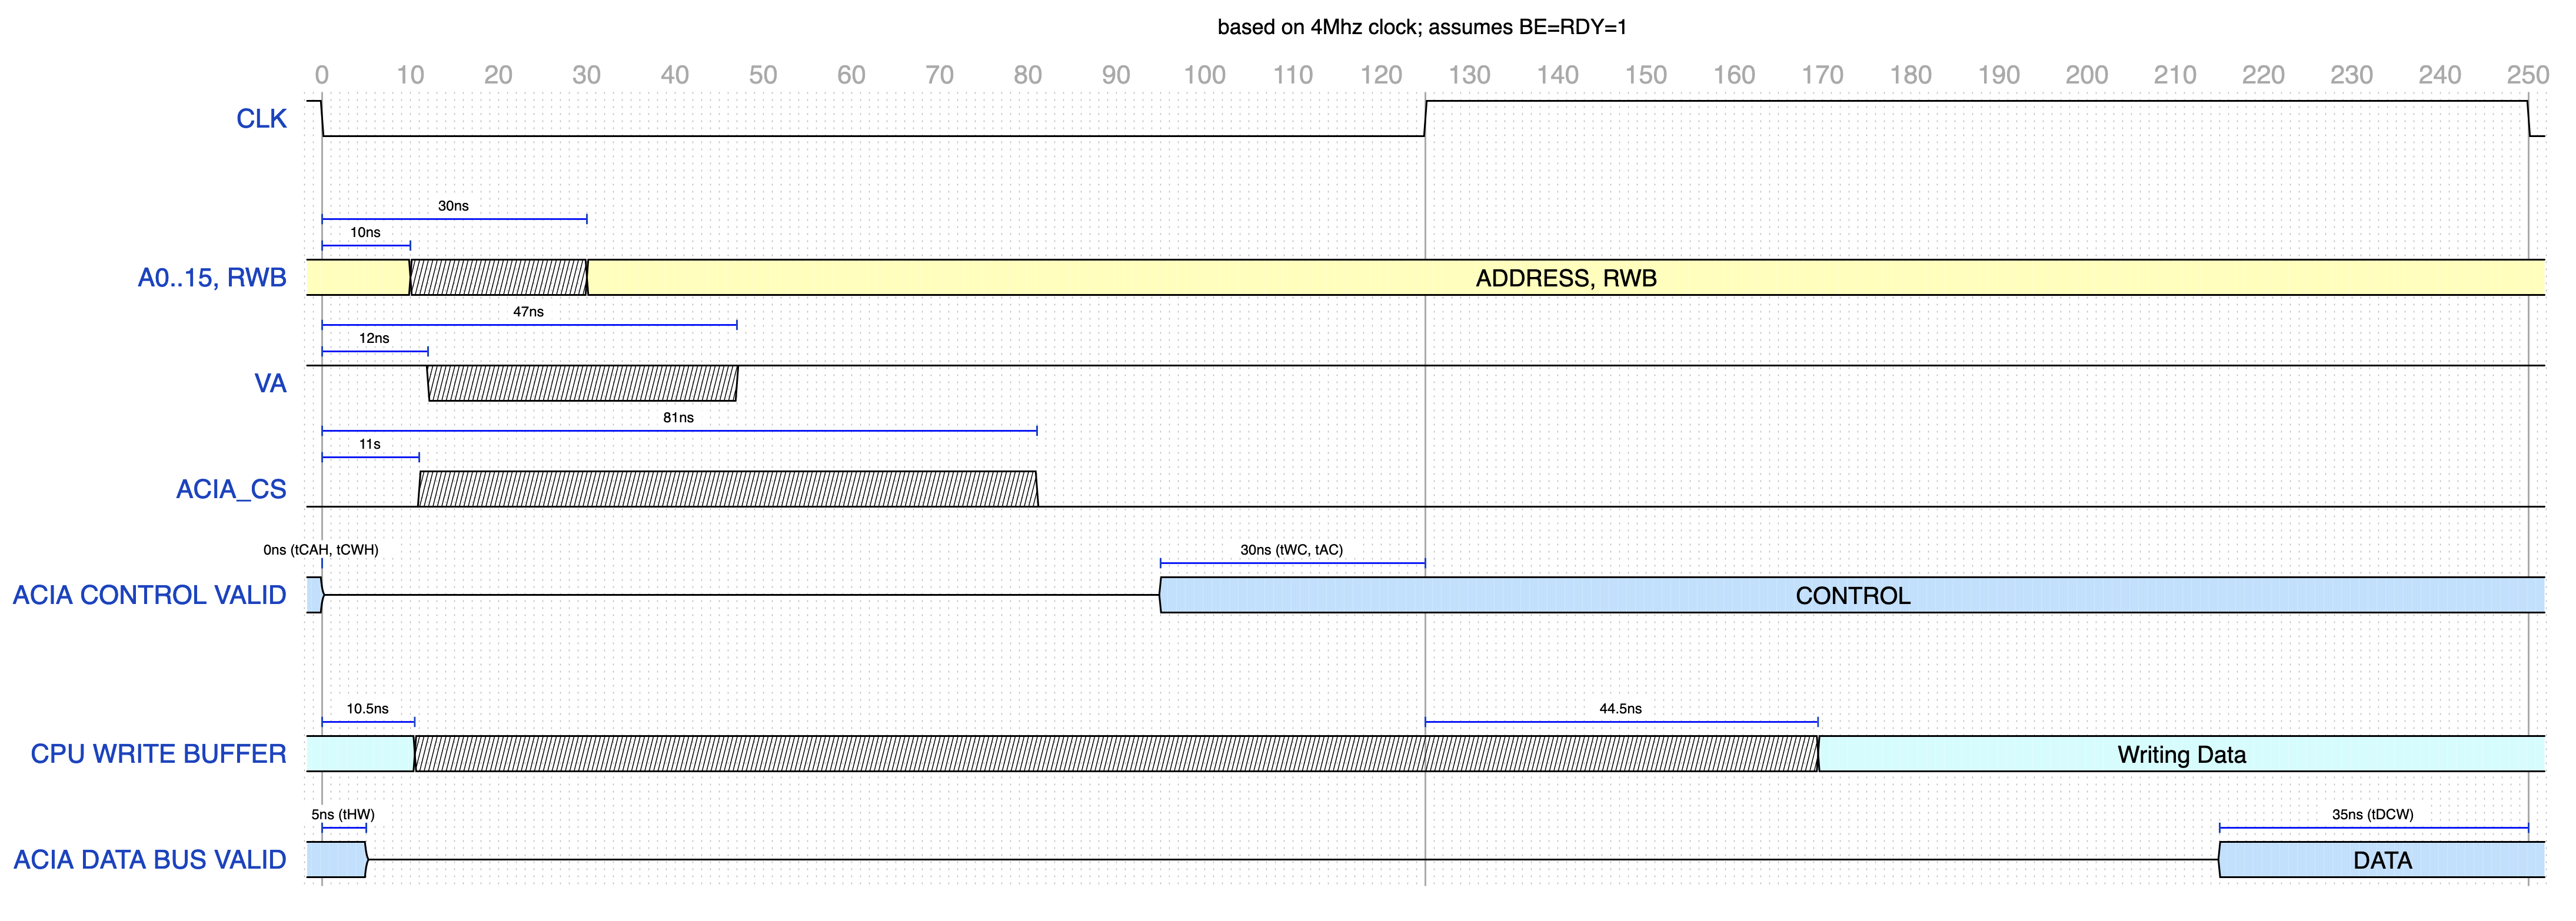 based on 4Mhz clock; assumes BE=RDY=1
0 10 20 30 40 50 60 70 80 90 100 110 120 130 140 150 160 170 180 190 200 210 220 230 240 250
CLK
30ns
10ns
A0..15, RWB
ADDRESS, RWB
47ns
12ns
VA
81ns
11s
ACIA_CS
0ns (tCAH, tCWH)
30ns (tWC, tAC)
ACIA CONTROL VALID
CONTROL
10.5ns
44.5ns
CPU WRITE BUFFER
Writing Data
5ns (tHW)
35ns (tDCW)
ACIA DATA BUS VALID
DATA